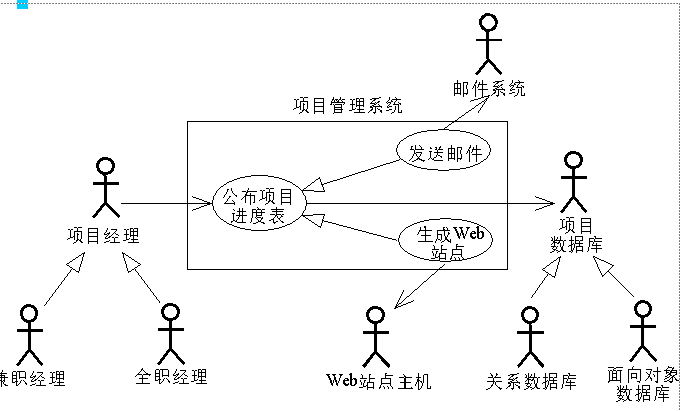 邮件系统
项目管理系统
发送邮件
公布项目
进度表
项目经理
生成Web
站点
项目
数据库
兼职经理
全职经理
Web站点主机
关系数据库
面向对象
数据库